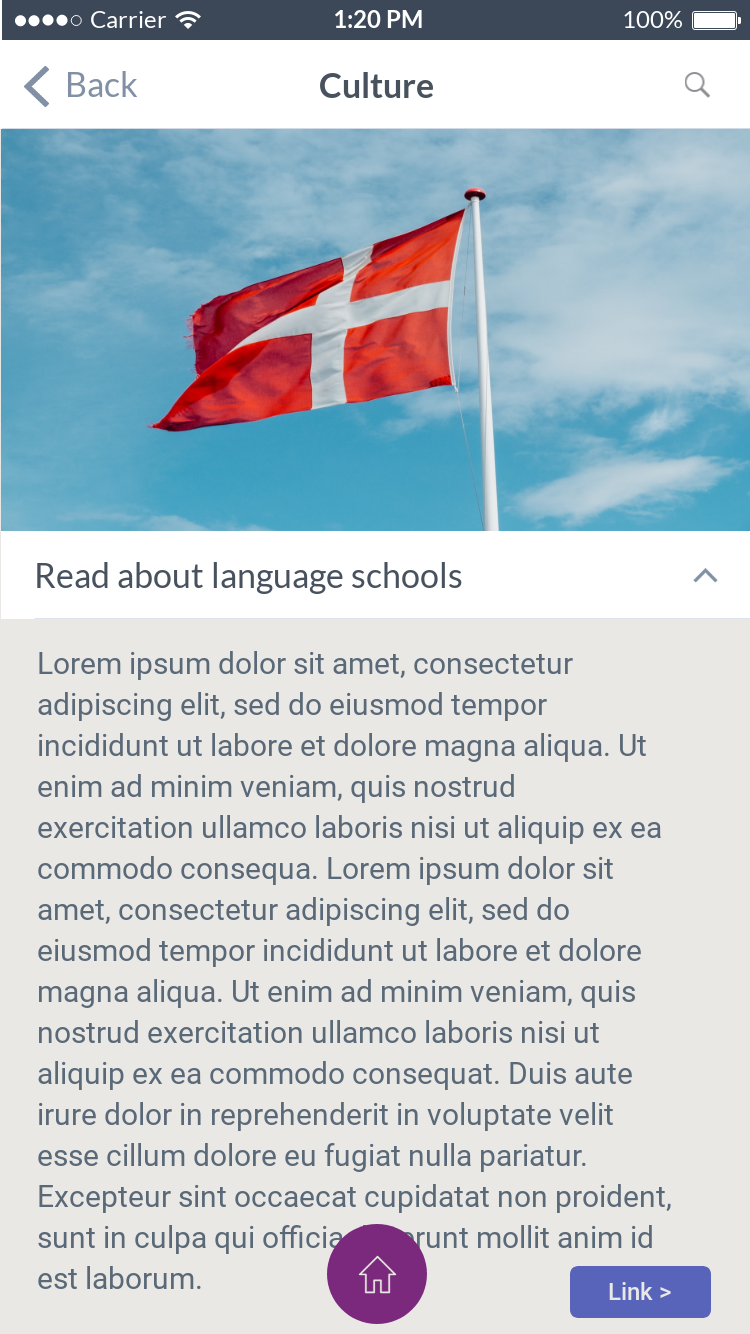 Carrier 1:20 PM 100%
Back Culture
Read about language schools
Lorem ipsum dolor sit amet, consectetur
adipiscing elit, sed do eiusmod tempor
incididunt ut labore et dolore magna aliqua. Ut
enim ad minim veniam, quis nostrud
exercitation ullamco laboris nisi ut aliquip ex ea
commodo consequa. Lorem ipsum dolor sit
amet, consectetur adipiscing elit, sed do
eiusmod tempor incididunt ut labore et dolore
magna aliqua. Ut enim ad minim veniam, quis
nostrud exercitation ullamco laboris nisi ut
aliquip ex ea commodo consequat. Duis aute
irure dolor in reprehenderit in voluptate velit
esse cillum dolore eu fugiat nulla pariatur.
Excepteur sint occaecat cupidatat non proident,
sunt in culpa qui officia mollit anim id
est laborum.
Link >